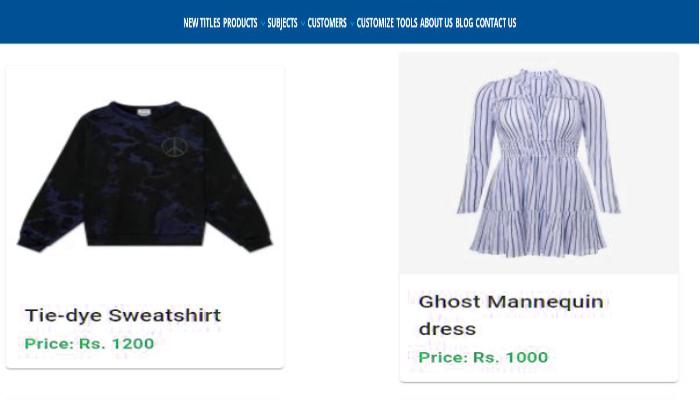 NEW TITLES PRODUCTS SUBJECTS CUSTOMERS CUSTOMIZE TOOLS ABOUT US BLOG CONTACT US
Tie-dye Sweatshirt
Price: Rs. 1200
Ghost Mannequin
dress
Price: Rs. 1000